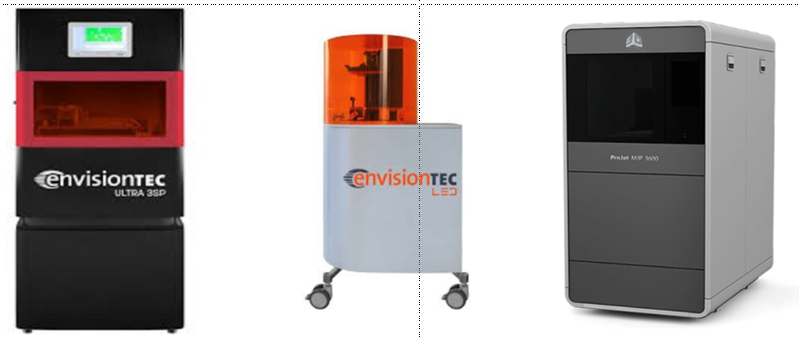 envisionTEC
ULTRA 3SP
envisionTEC
LED
ProJet MJP 3600